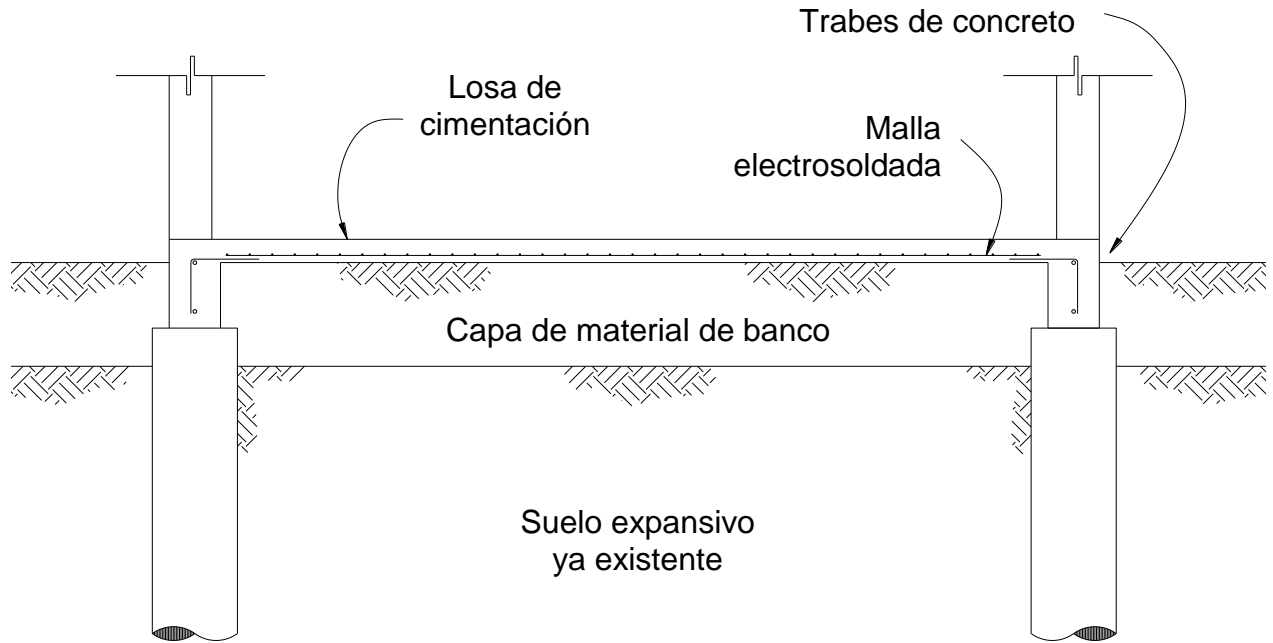 Trabes de concreto
Losa de
cimentación
Malla
electrosoldada
Capa de material de banco
Suelo expansivo
ya existente